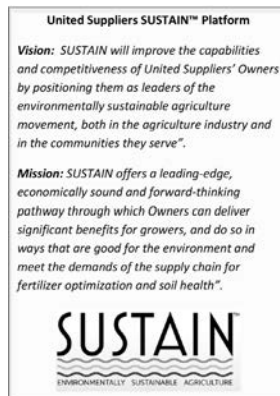 United Suppliers SUSTAIN™ Platform
Vision: SUSTAIN will improve the capabilities
and competitiveness of United Suppliers' Owners
by positioning them as leaders of the
environmentally sustainable agriculture
movement, both in the agriculture industry and
in the communities they serve”.
Mission: SUSTAIN offers a leading-edge,
economically sound and forward-thinking
pathway through which Owners can deliver
significant benefits for growers, and do so in
ways that are good for the environment and
meet the demands of the supply chain for
fertilizer optimization and soil health”.
SUSTAIN™
ENVIRONMENTALLY SUSTAINABLE AGRICULTURE